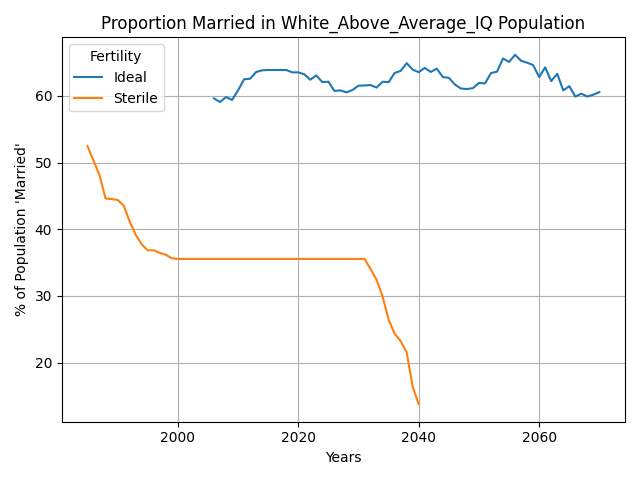 Proportion Married in White_Above_Average_IQ Population
Fertility
Ideal
Sterile
% of Population 'Married'
60
50
40
30
20
2000
2020
2040
2060
Years